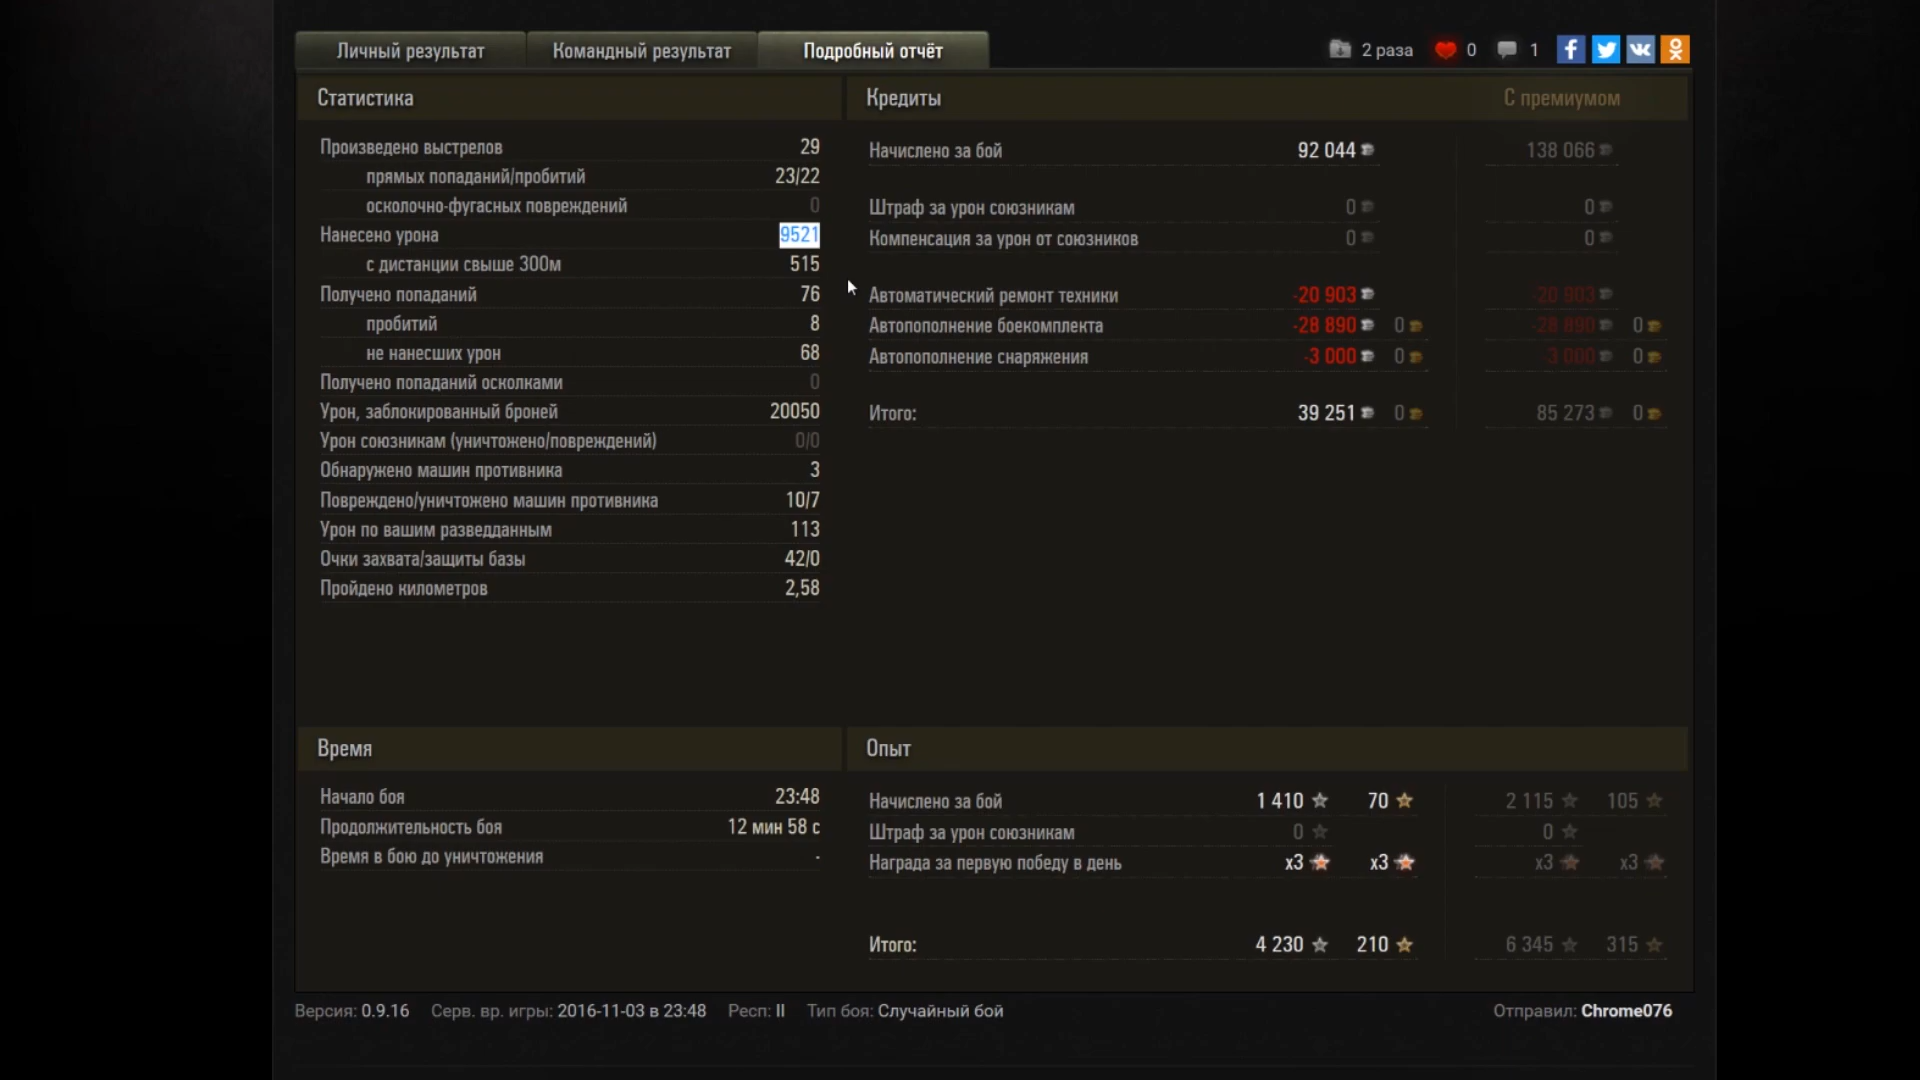 Личный результат Командный результат Подробный отчёт 2 раза 0 1
Статистика
Произведено выстрелов 29
прямых попаданий/пробитий 23/22
осколочно-фугасных повреждений 0
Нанесено урона 9521
с дистанции свыше 300м 515
Получено попаданий 76
пробитий 8
не нанесших урон 68
Получено попаданий осколками 0
Урон, заблокированный броней 20050
Урон союзникам (уничтожено/повреждений) 0/0
Обнаружено машин противника 3
Повреждено/уничтожено машин противника 10/7
Урон по вашим разведданным 113
Очки захвата/защиты базы 42/0
Пройдено километров 2,58
Кредиты С премиумом
Начислено за бой 92 044 138 066
Штраф за урон союзникам 0 0
Компенсация за урон от союзников 0 0
Автоматический ремонт техники -20 903 -20 903
Автопополнение боекомплекта -28 890 0 -28 890 0
Автопополнение снаряжения -3 000 0 -3 000 0
Итого: 39 251 0 85 273 0
Время
Начало боя 23:48
Продолжительность боя 12 мин 58 с
Время в бою до уничтожения -
Опыт
Начислено за бой 1 410 70 2 115 105
Штраф за урон союзникам 0 0
Награда за первую победу в день x3 x3 x3 x3
Итого: 4 230 210 6 345 315
Версия: 0.9.16 Серв. вр. игры: 2016-11-03 в 23:48 Респ: II Тип боя: Случайный бой Отправил: Chrome076